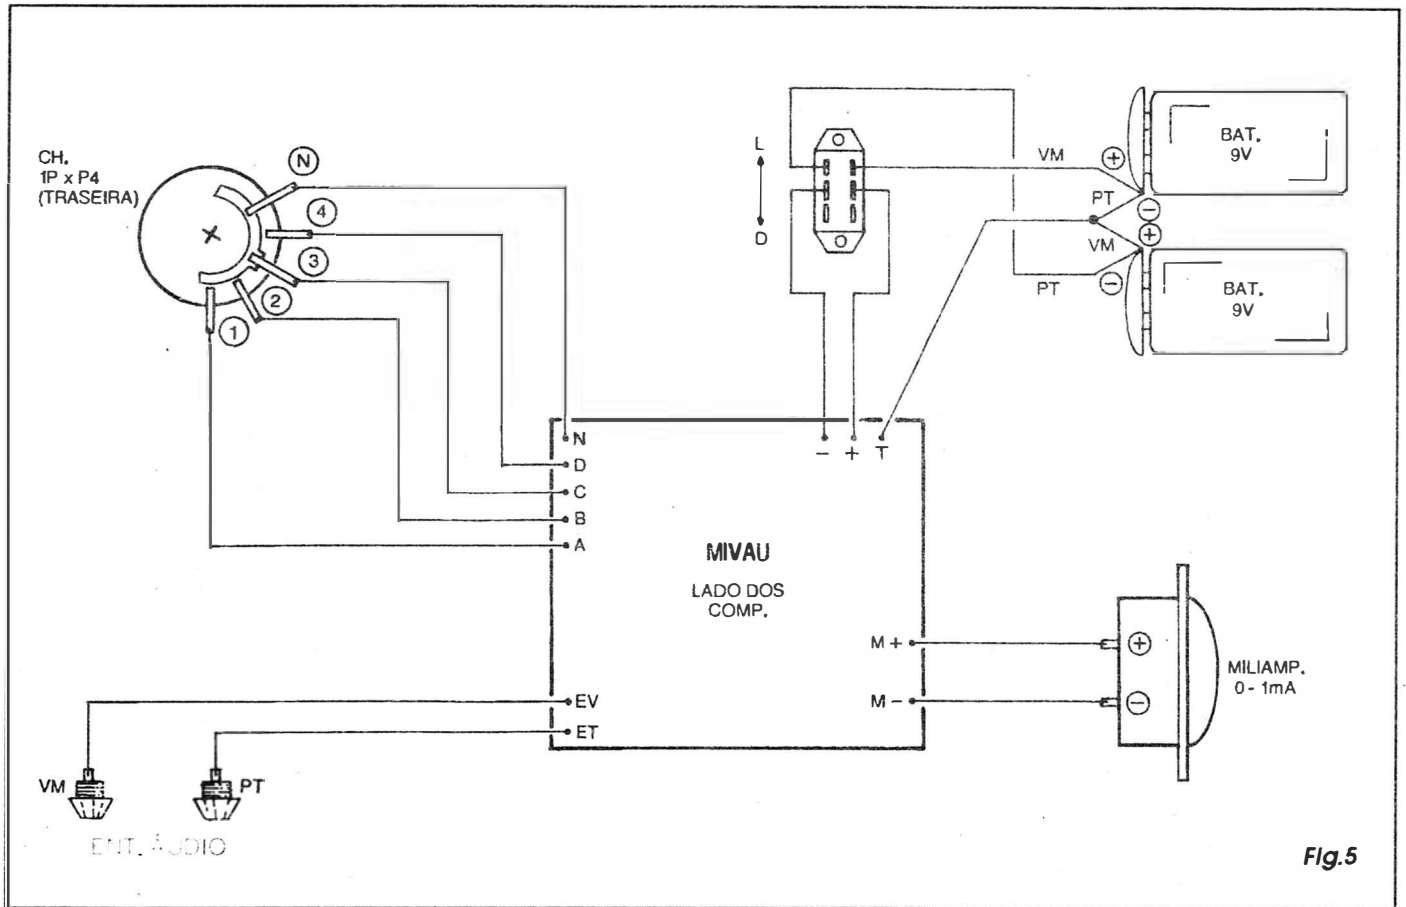 CH.
1P x P4
(TRASEIRA)
N
4
3
2
1
L
D
VM
+
PT
−
+
VM
PT
−
BAT.
9V
BAT.
9V
− + T
N
D
C
B
A
MIVAU
LADO DOS
COMP.
M +
M −
+
−
MILIAMP.
0 - 1mA
EV
ET
VM
PT
ENT. ÁUDIO
Fig.5